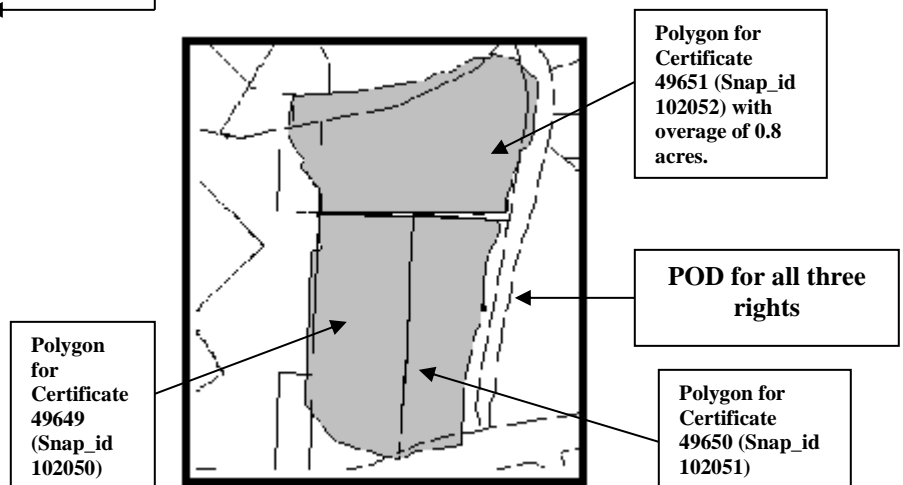 Polygon for
Certificate
49651 (Snap_id
102052) with
overage of 0.8
acres.
POD for all three
rights
Polygon
for
Certificate
49649
(Snap_id
102050)
Polygon for
Certificate
49650 (Snap_id
102051)